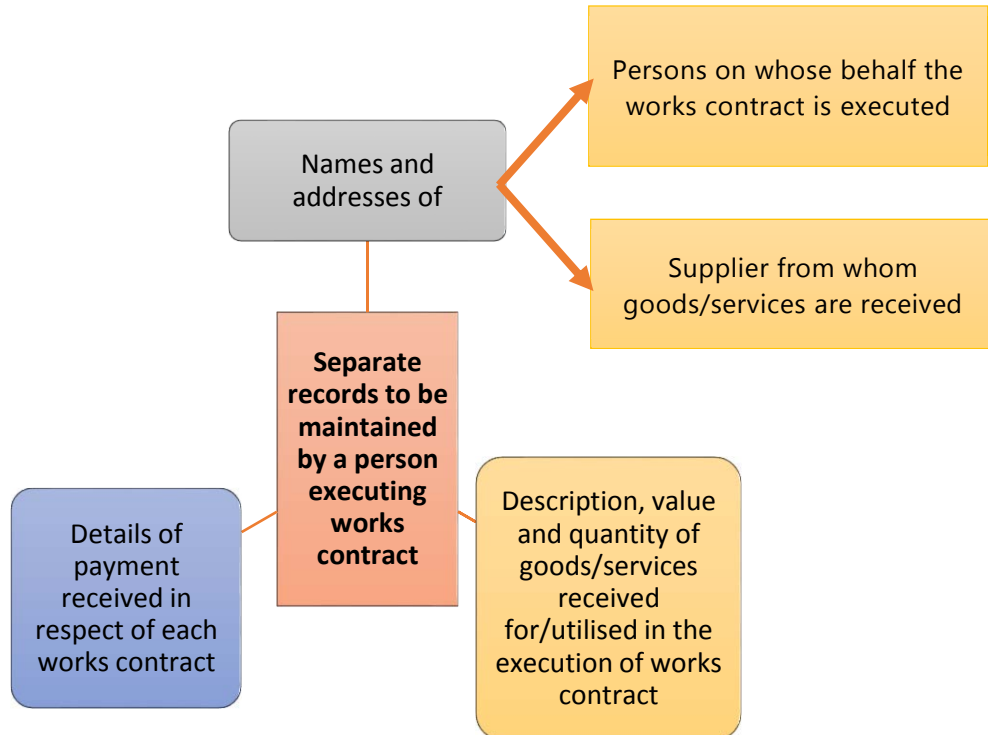 Persons on whose behalf the
works contract is executed
Names and
addresses of
Supplier from whom
goods/services are received
Separate
records to be
maintained
by a person
executing
works
contract
Details of
payment
received in
respect of each
works contract
Description, value
and quantity of
goods/services
received
for/utilised in the
execution of works
contract